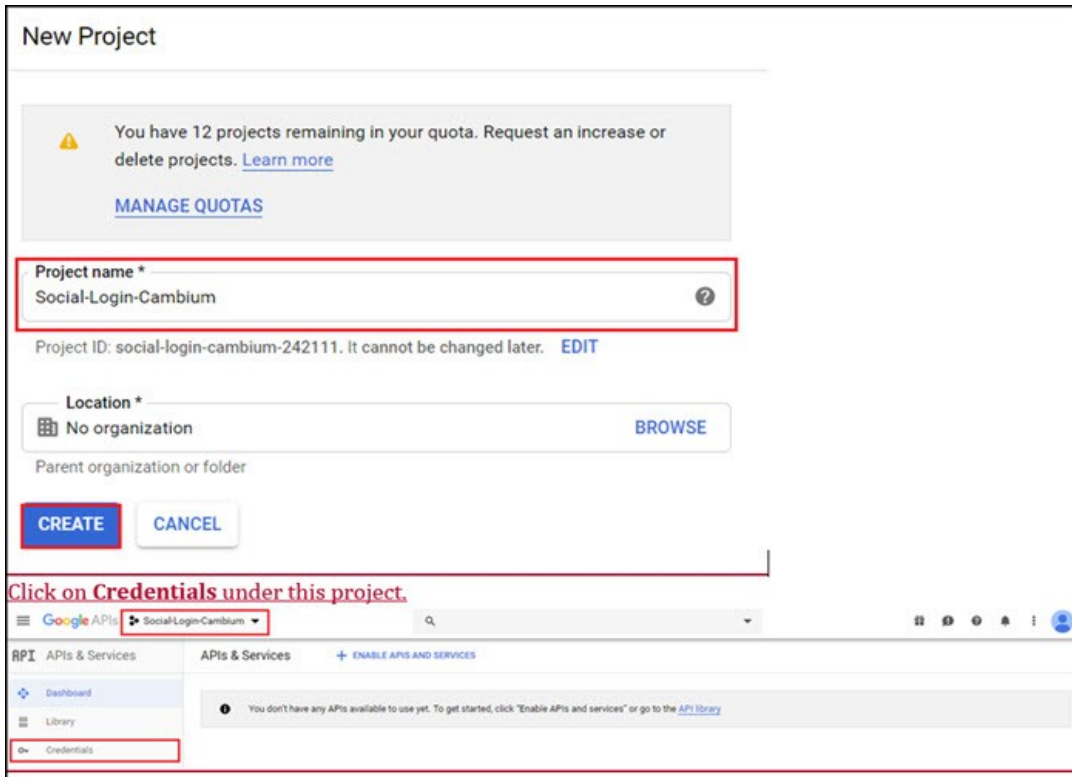 New Project
You have 12 projects remaining in your quota. Request an increase or
delete projects. Learn more
MANAGE QUOTAS
Project name *
Social-Login-Cambium
Project ID: social-login-cambium-242111. It cannot be changed later. EDIT
Location *
No organization BROWSE
Parent organization or folder
CREATE CANCEL
Click on Credentials under this project.
Google APIs Social-Login-Cambium
API APIs & Services APIs & Services + ENABLE APIS AND SERVICES
Dashboard
You don't have any APIs available to use yet. To get started, click "Enable APIs and services" or go to the API library
Library
Credentials